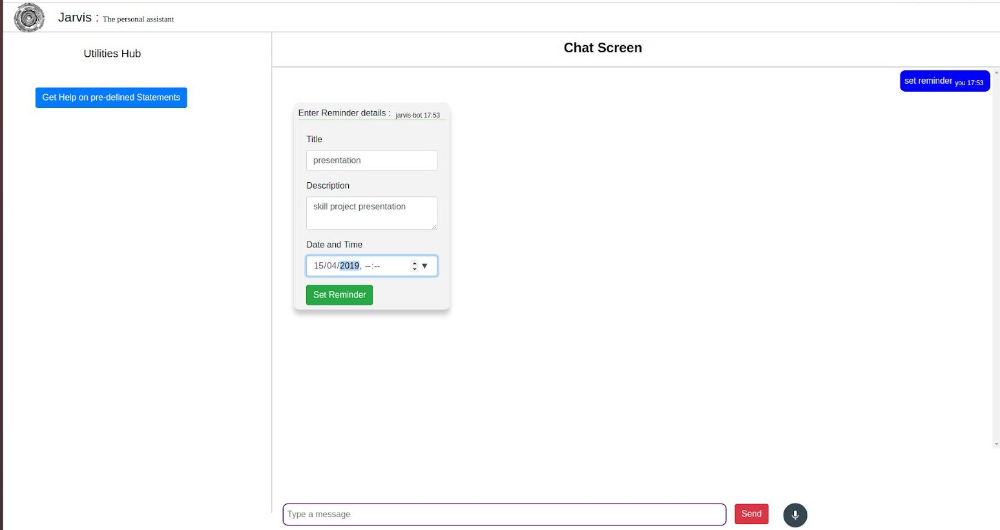 Jarvis : The personal assistant
Utilities Hub
Get Help on pre-defined Statements
Chat Screen
set reminder you 17:53
Enter Reminder details : jarvis-bot 17:53
Title
presentation
Description
skill project presentation
Date and Time
15/04/2019, --:--
Set Reminder
Type a message
Send